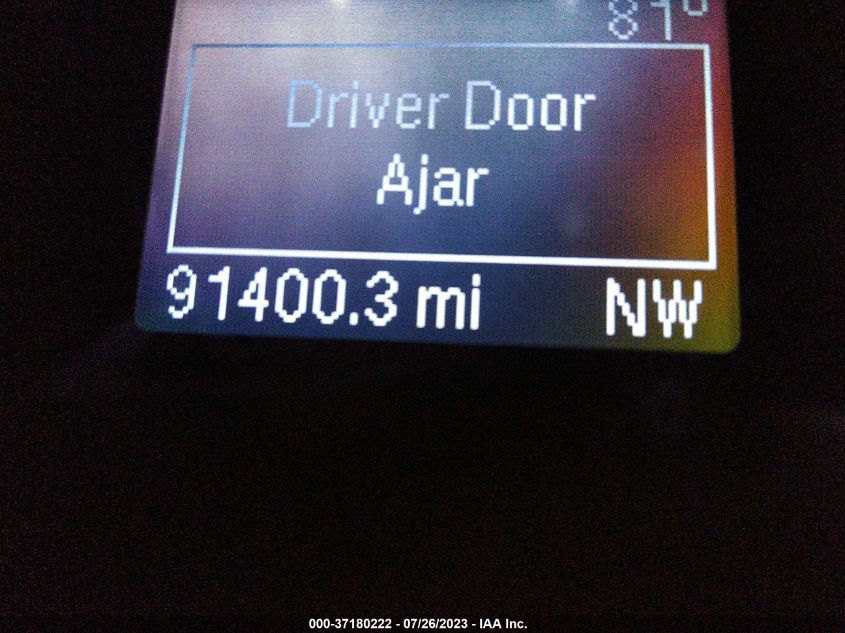 81°
Driver Door
Ajar
91400.3 mi NW
000-37180222 - 07/26/2023 - IAA Inc.